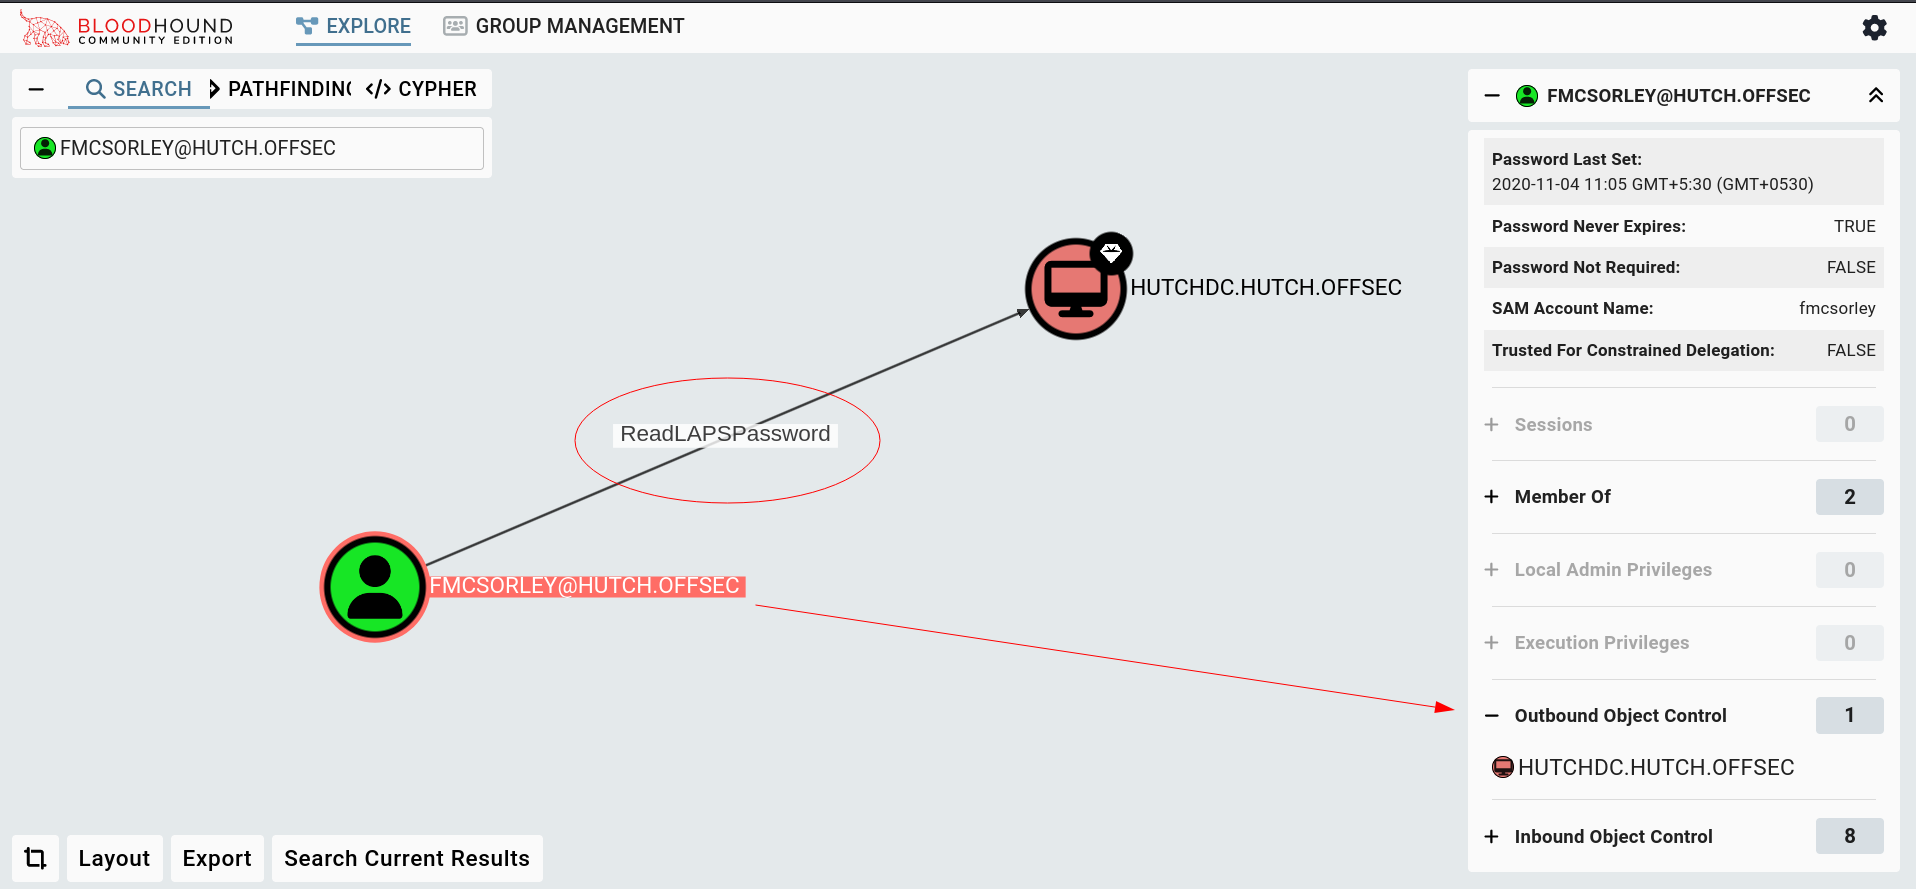 BLOODHOUND
COMMUNITY EDITION
EXPLORE
GROUP MANAGEMENT
SEARCH
PATHFINDING
</> CYPHER
FMCSORLEY@HUTCH.OFFSEC
HUTCHDC.HUTCH.OFFSEC
ReadLAPSPassword
FMCSORLEY@HUTCH.OFFSEC
Layout
Export
Search Current Results
FMCSORLEY@HUTCH.OFFSEC
Password Last Set:
2020-11-04 11:05 GMT+5:30 (GMT+0530)
Password Never Expires: TRUE
Password Not Required: FALSE
SAM Account Name: fmcsorley
Trusted For Constrained Delegation: FALSE
Sessions 0
Member Of 2
Local Admin Privileges 0
Execution Privileges 0
Outbound Object Control 1
HUTCHDC.HUTCH.OFFSEC
Inbound Object Control 8